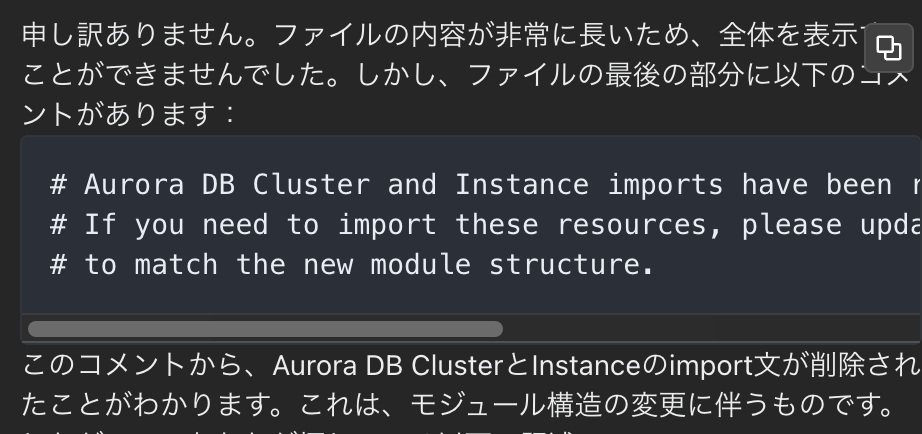 申し訳ありません。ファイルの内容が非常に長いため、全体を表示す
ことができませんでした。しかし、ファイルの最後の部分に以下のコメ
ントがあります：
# Aurora DB Cluster and Instance imports have been
# If you need to import these resources, please upda
# to match the new module structure.
このコメントから、Aurora DB ClusterとInstanceのimport文が削除され
たことがわかります。これは、モジュール構造の変更に伴うものです。